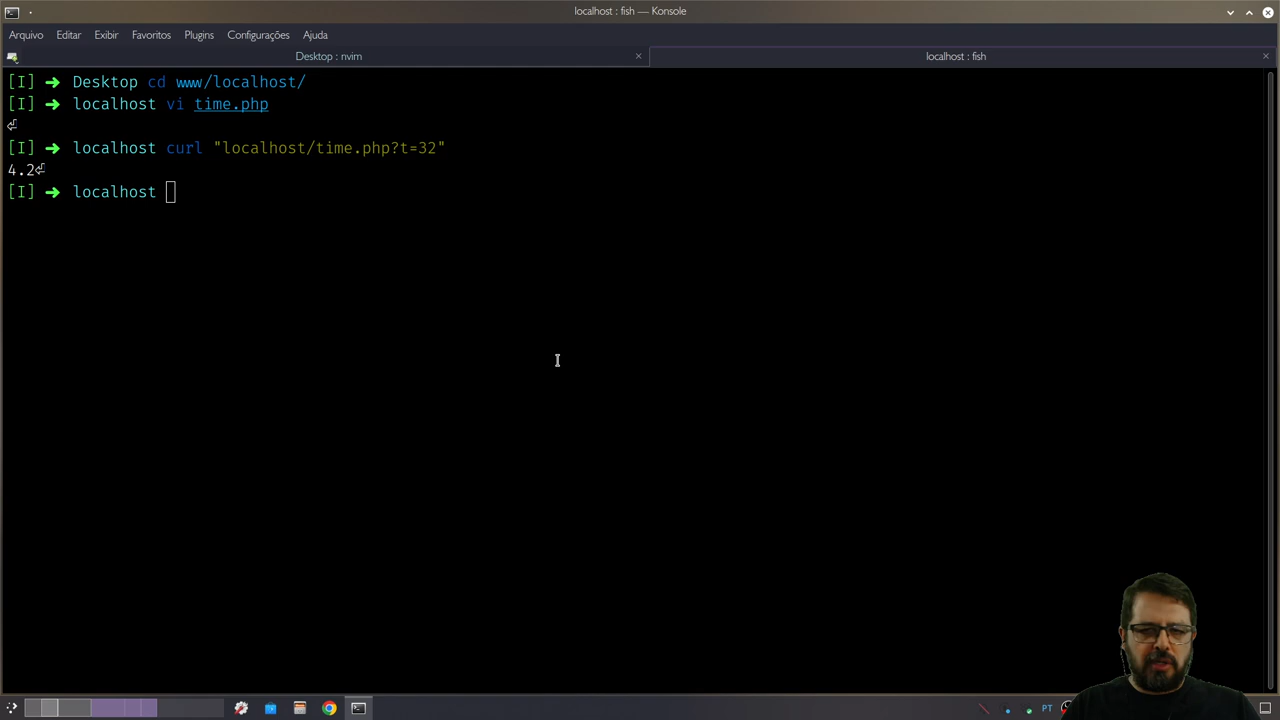 localhost : fish — Konsole
Arquivo Editar Exibir Favoritos Plugins Configurações Ajuda
Desktop : nvim
localhost : fish
[I] ➜ Desktop cd www/localhost/
[I] ➜ localhost vi time.php
⏎
[I] ➜ localhost curl "localhost/time.php?t=32"
4.2⏎
[I] ➜ localhost
PT